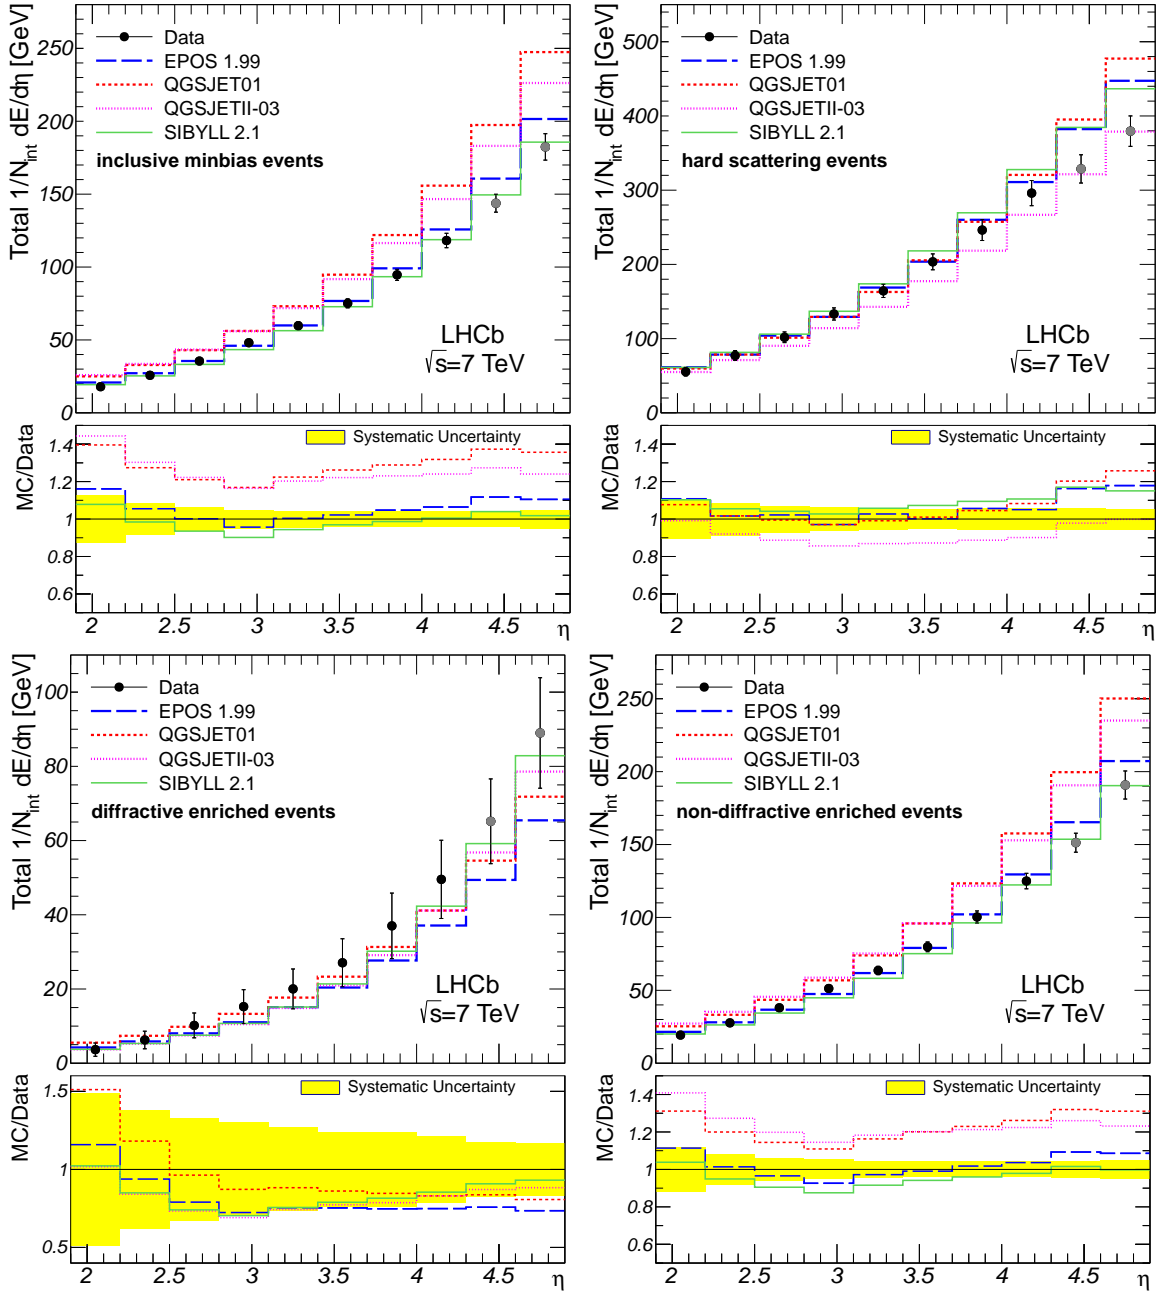 Total 1/N_int dE/dη [GeV]
250
200
150
100
50
0
Data
EPOS 1.99
QGSJET01
QGSJETII-03
SIBYLL 2.1
inclusive minbias events
LHCb
√s=7 TeV
MC/Data
1.4
1.2
1
0.8
0.6
Systematic Uncertainty
2 2.5 3 3.5 4 4.5 η
Total 1/N_int dE/dη [GeV]
500
400
300
200
100
0
Data
EPOS 1.99
QGSJET01
QGSJETII-03
SIBYLL 2.1
hard scattering events
LHCb
√s=7 TeV
MC/Data
1.4
1.2
1
0.8
0.6
Systematic Uncertainty
2 2.5 3 3.5 4 4.5 η
Total 1/N_int dE/dη [GeV]
100
80
60
40
20
0
Data
EPOS 1.99
QGSJET01
QGSJETII-03
SIBYLL 2.1
diffractive enriched events
LHCb
√s=7 TeV
MC/Data
1.5
1
0.5
Systematic Uncertainty
2 2.5 3 3.5 4 4.5 η
Total 1/N_int dE/dη [GeV]
250
200
150
100
50
0
Data
EPOS 1.99
QGSJET01
QGSJETII-03
SIBYLL 2.1
non-diffractive enriched events
LHCb
√s=7 TeV
MC/Data
1.4
1.2
1
0.8
0.6
Systematic Uncertainty
2 2.5 3 3.5 4 4.5 η